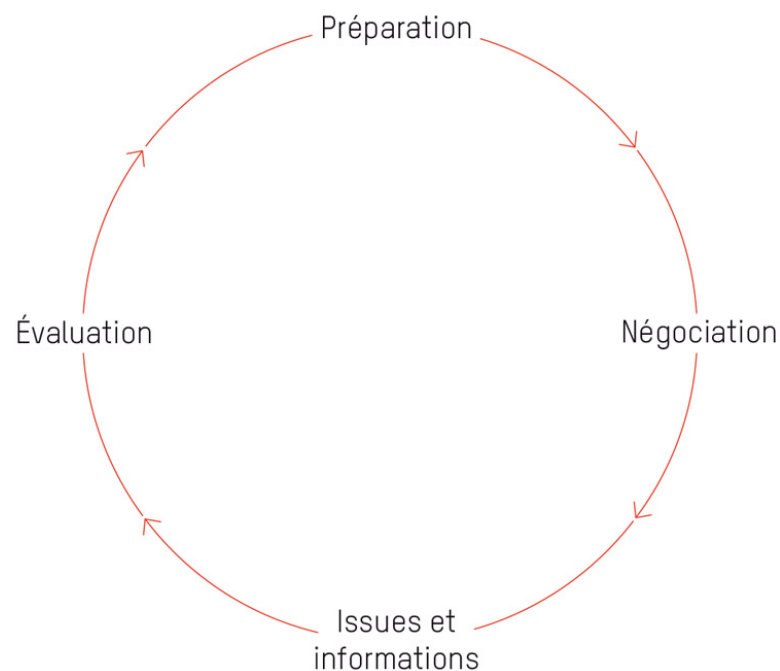 Préparation
Négociation
Issues et
informations
Évaluation